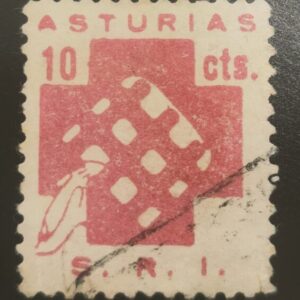 ASTURIAS
10 cts.
S. R. I.